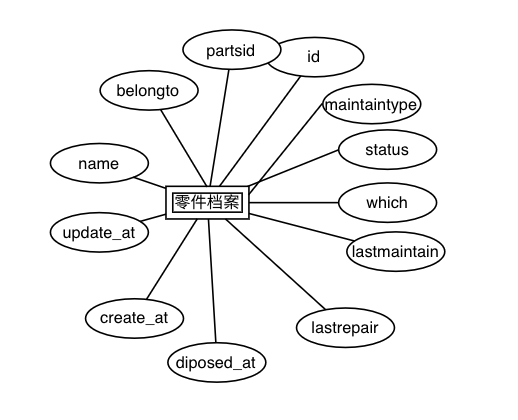 partsid
id
belongto
maintaintype
status
name
零件档案
which
update_at
lastmaintain
create_at
lastrepair
diposed_at